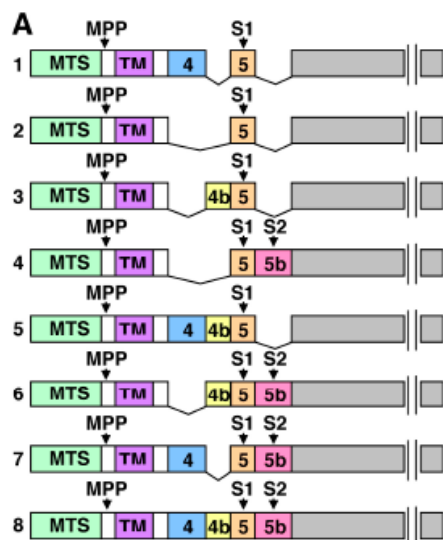 A
MPP S1
1 MTS TM 4 5
MPP S1
2 MTS TM 5
MPP S1
3 MTS TM 4b 5
MPP S1 S2
4 MTS TM 5 5b
MPP S1
5 MTS TM 4 4b 5
MPP S1 S2
6 MTS TM 4b 5 5b
MPP S1 S2
7 MTS TM 4 5 5b
MPP S1 S2
8 MTS TM 4 4b 5 5b